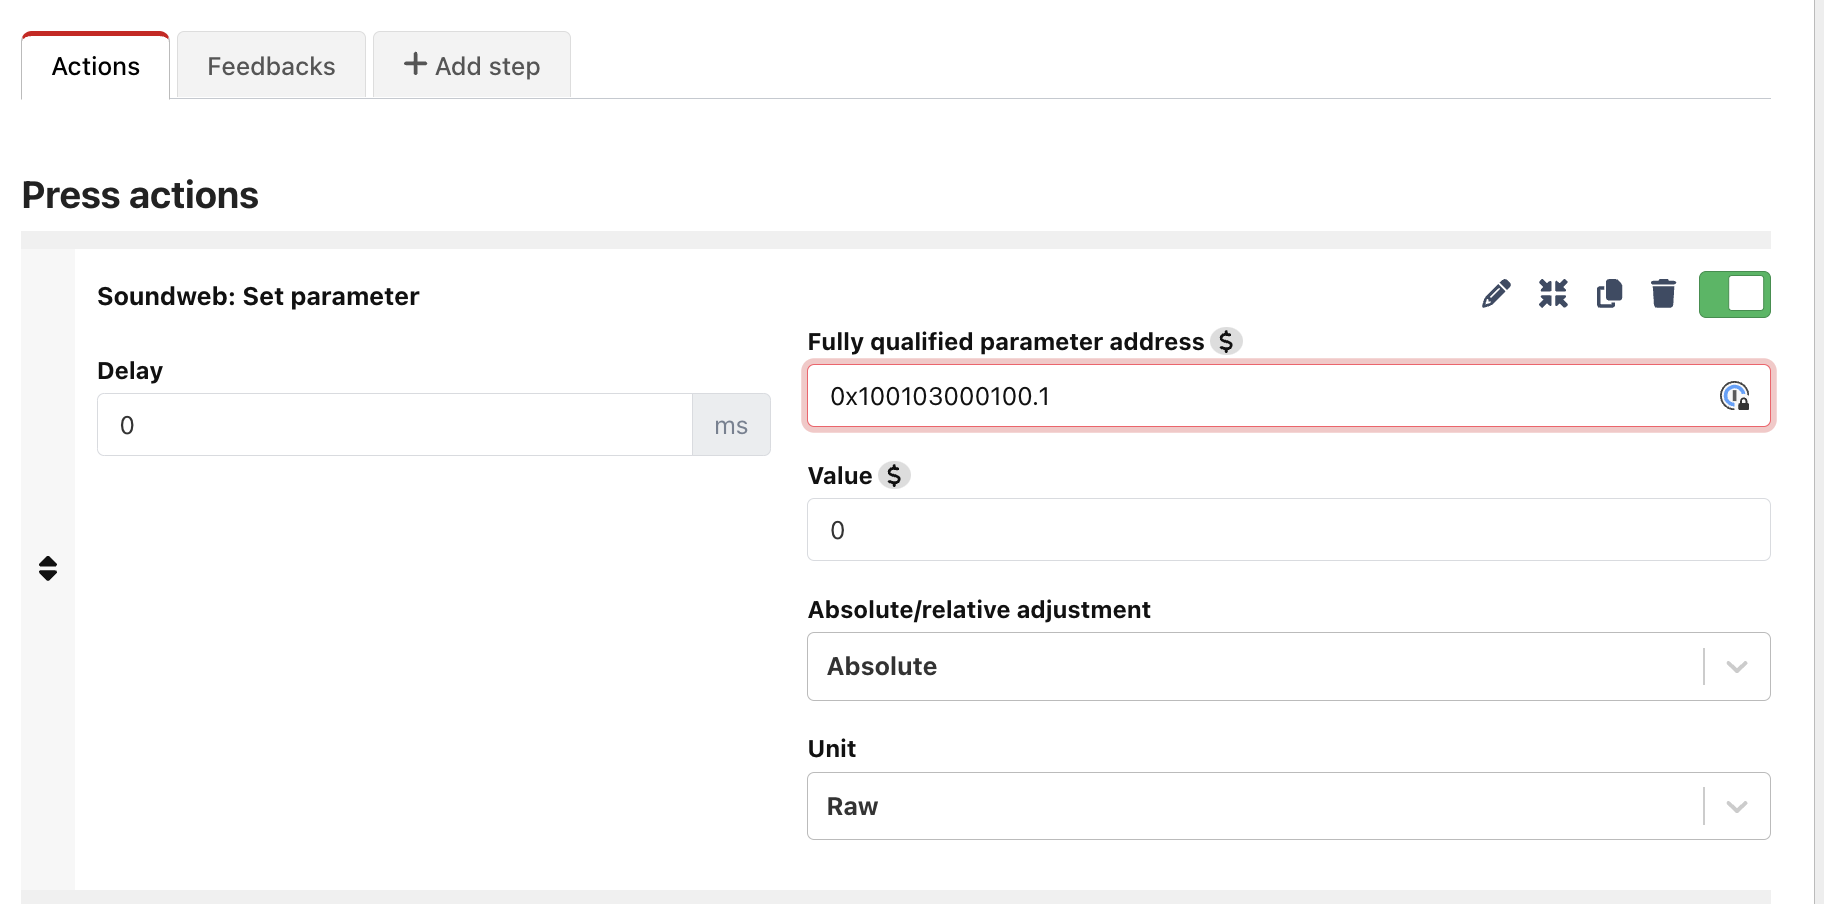 Actions
Feedbacks
+ Add step
Press actions
Soundweb: Set parameter
Delay
0
ms
Fully qualified parameter address $
0x100103000100.1
Value $
0
Absolute/relative adjustment
Absolute
Unit
Raw